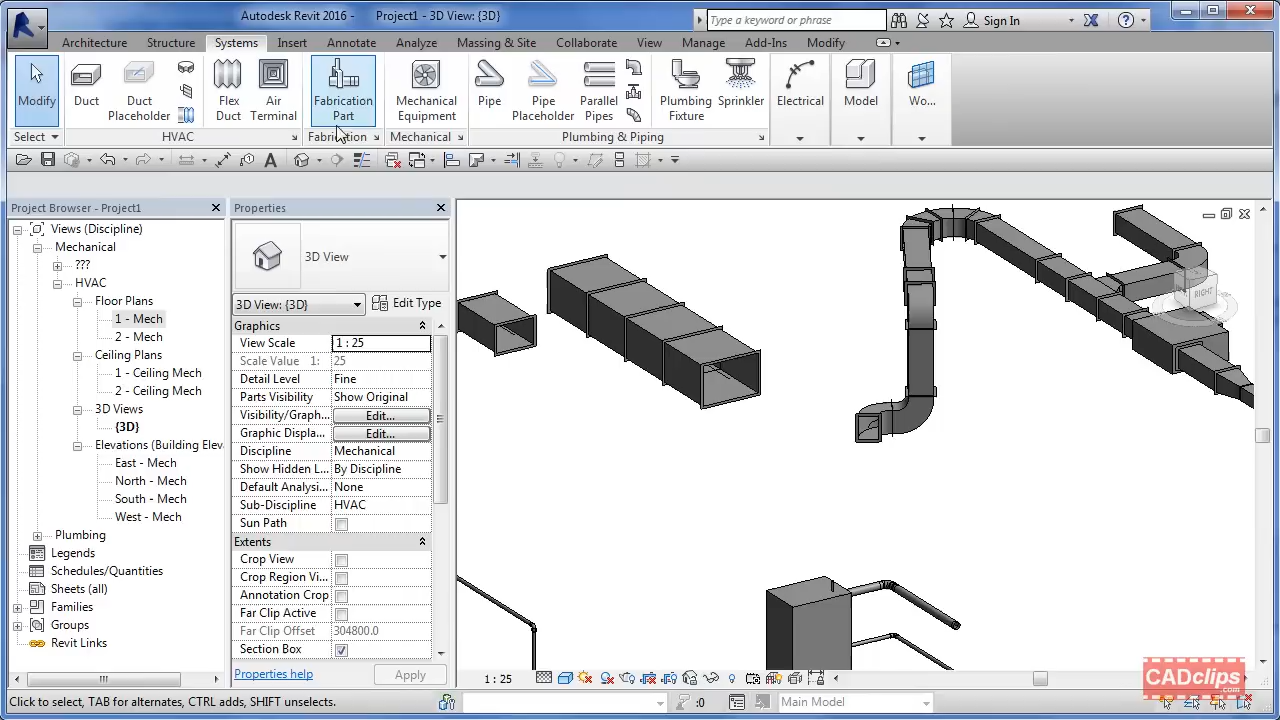 Autodesk Revit 2016 - Project1 - 3D View: {3D}
Type a keyword or phrase
Sign In
Architecture Structure Systems Insert Annotate Analyze Massing & Site Collaborate View Manage Add-Ins Modify
Modify Duct Duct Placeholder Flex Duct Air Terminal Fabrication Part Mechanical Equipment Pipe Pipe Placeholder Parallel Pipes Plumbing Fixture Sprinkler Electrical Model Wo...
Select HVAC Fabrication Mechanical Plumbing & Piping
Project Browser - Project1
Views (Discipline)
Mechanical
???
HVAC
Floor Plans
1 - Mech
2 - Mech
Ceiling Plans
1 - Ceiling Mech
2 - Ceiling Mech
3D Views
{3D}
Elevations (Building Elev
East - Mech
North - Mech
South - Mech
West - Mech
Plumbing
Legends
Schedules/Quantities
Sheets (all)
Families
Groups
Revit Links
Properties
3D View
3D View: {3D} Edit Type
Graphics
View Scale 1 : 25
Scale Value 1: 25
Detail Level Fine
Parts Visibility Show Original
Visibility/Graph... Edit...
Graphic Displa... Edit...
Discipline Mechanical
Show Hidden L... By Discipline
Default Analysi... None
Sub-Discipline HVAC
Sun Path
Extents
Crop View
Crop Region Vi...
Annotation Crop
Far Clip Active
Far Clip Offset 304800.0
Section Box
Properties help Apply
RIGHT
1 : 25
CADclips
.com
Click to select, TAB for alternates, CTRL adds, SHIFT unselects.
:0
Main Model